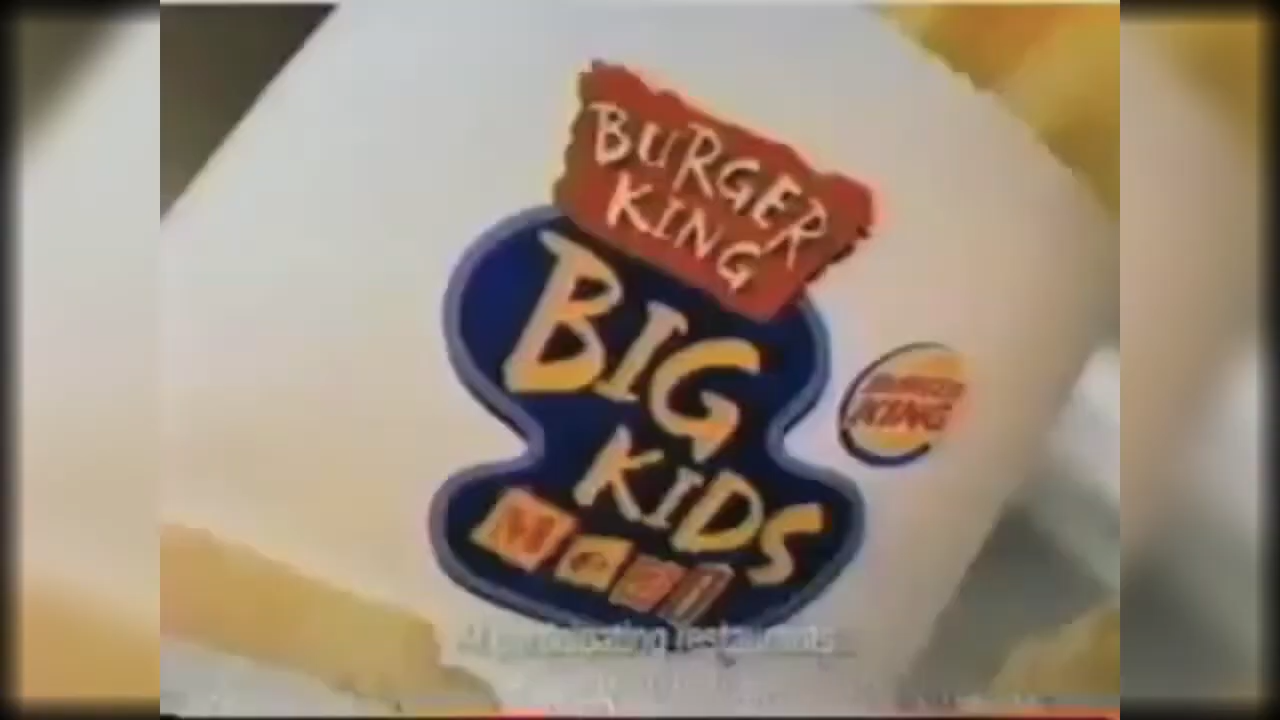 BURGER
KING
BIG
KIDS
Meal
BURGER
KING
At participating restaurants.